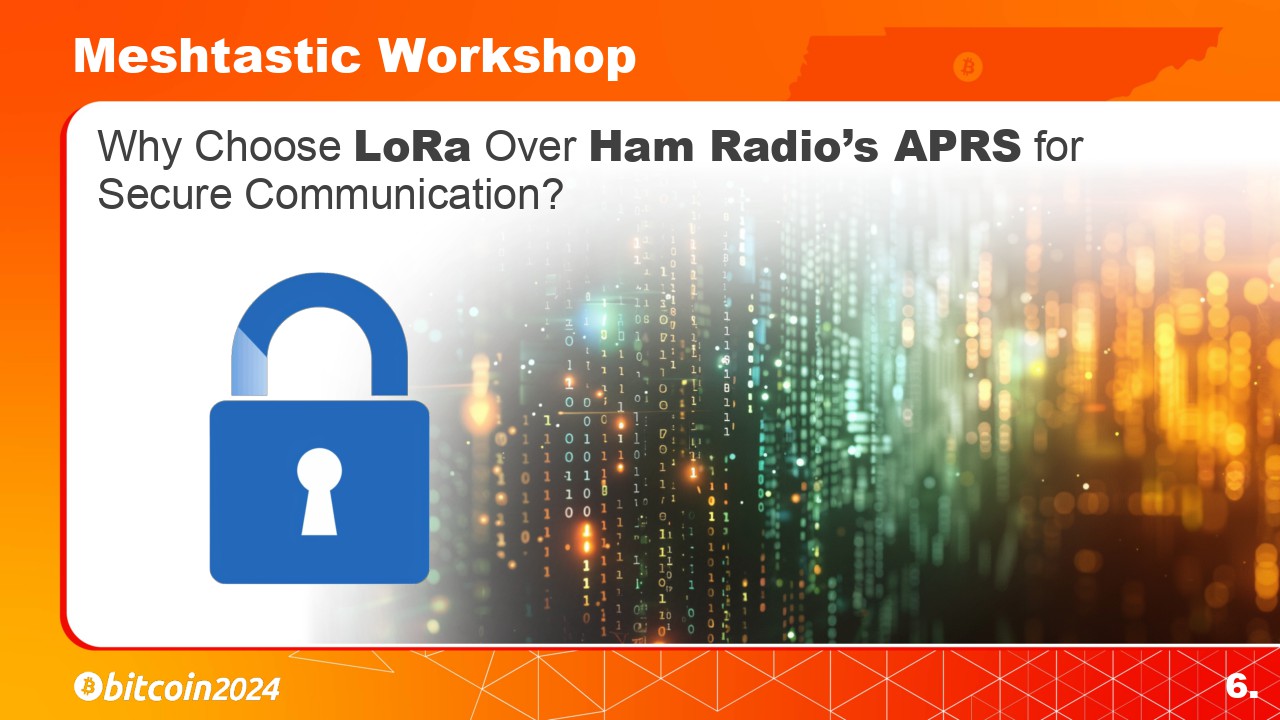 Meshtastic Workshop
Why Choose LoRa Over Ham Radio’s APRS for
Secure Communication?
bitcoin2024
6.